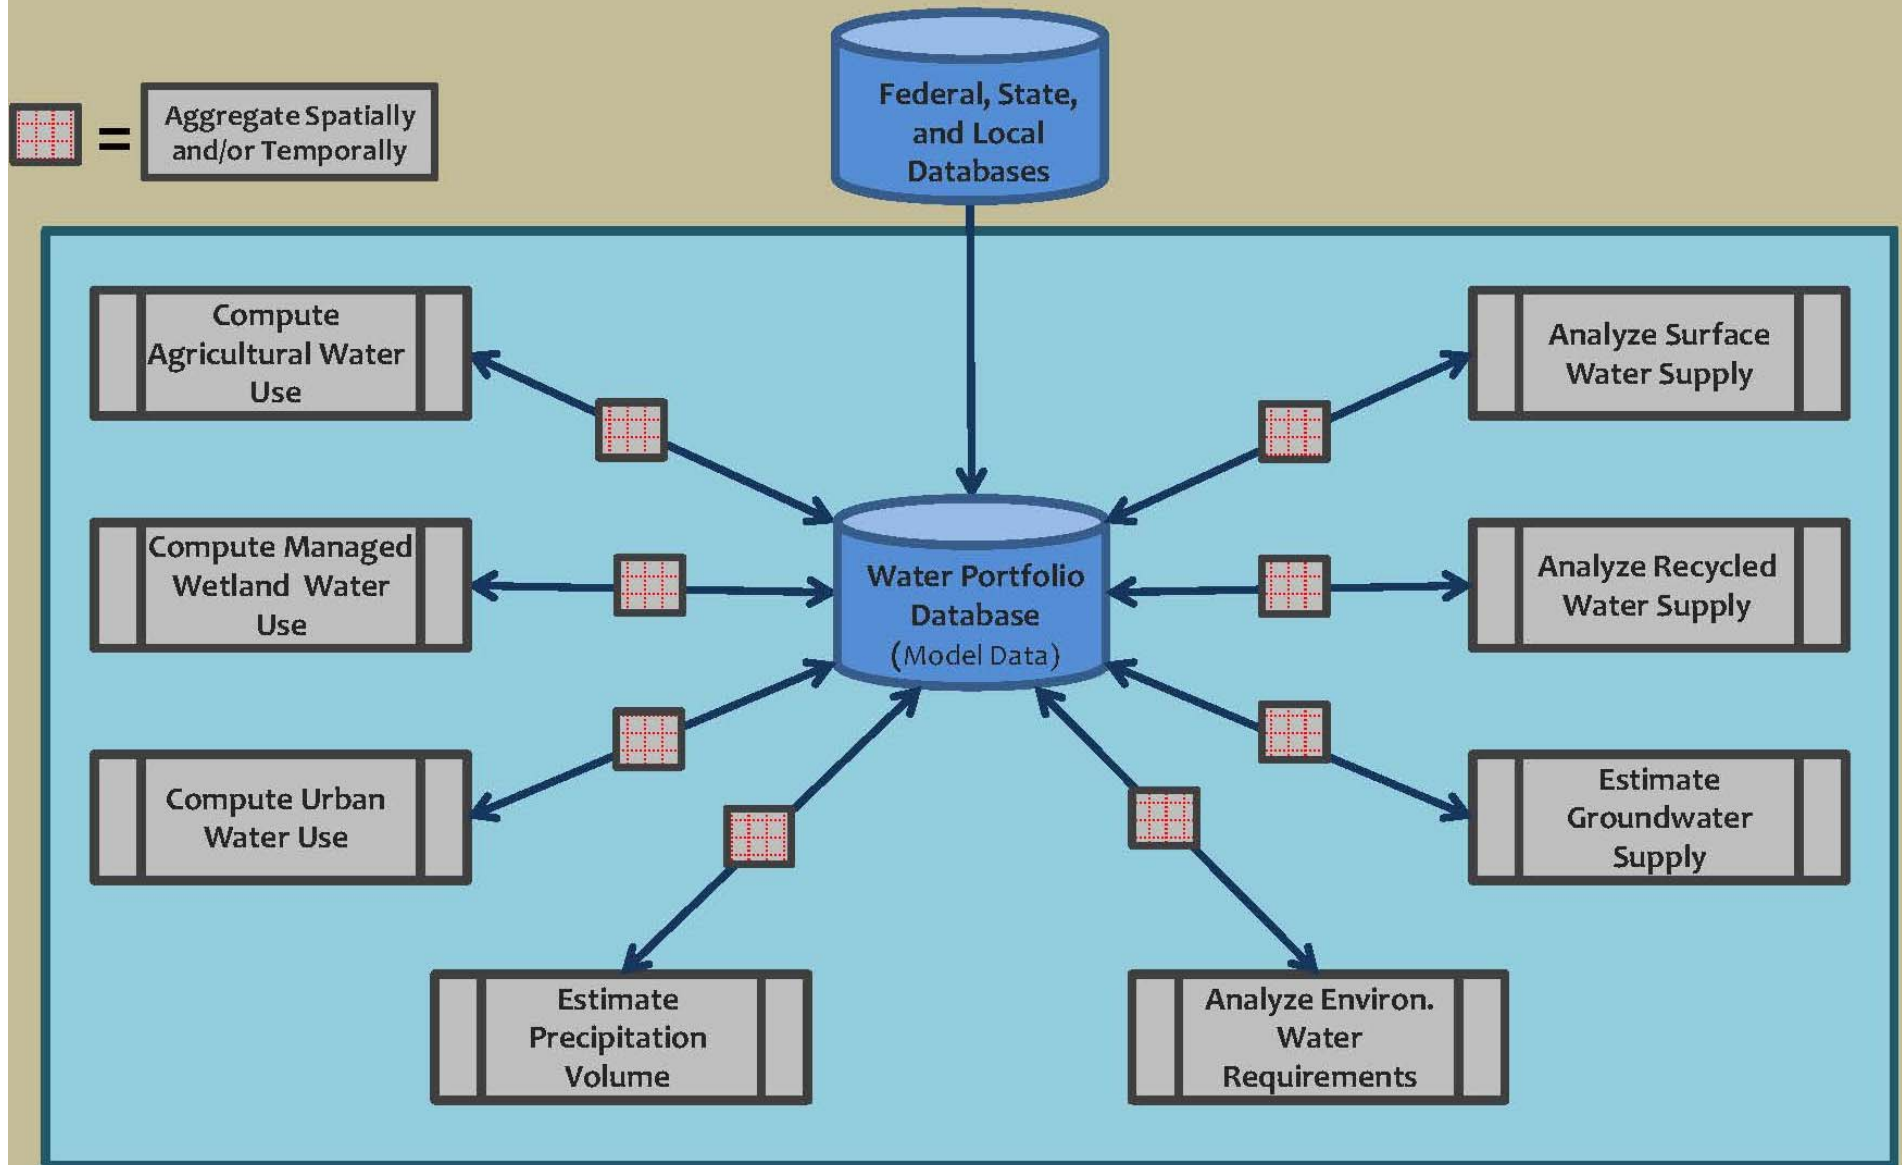 =
Aggregate Spatially
and/or Temporally
Federal, State,
and Local
Databases
Compute
Agricultural Water
Use
Analyze Surface
Water Supply
Compute Managed
Wetland Water
Use
Water Portfolio
Database
(Model Data)
Analyze Recycled
Water Supply
Compute Urban
Water Use
Estimate
Groundwater
Supply
Estimate
Precipitation
Volume
Analyze Environ.
Water
Requirements